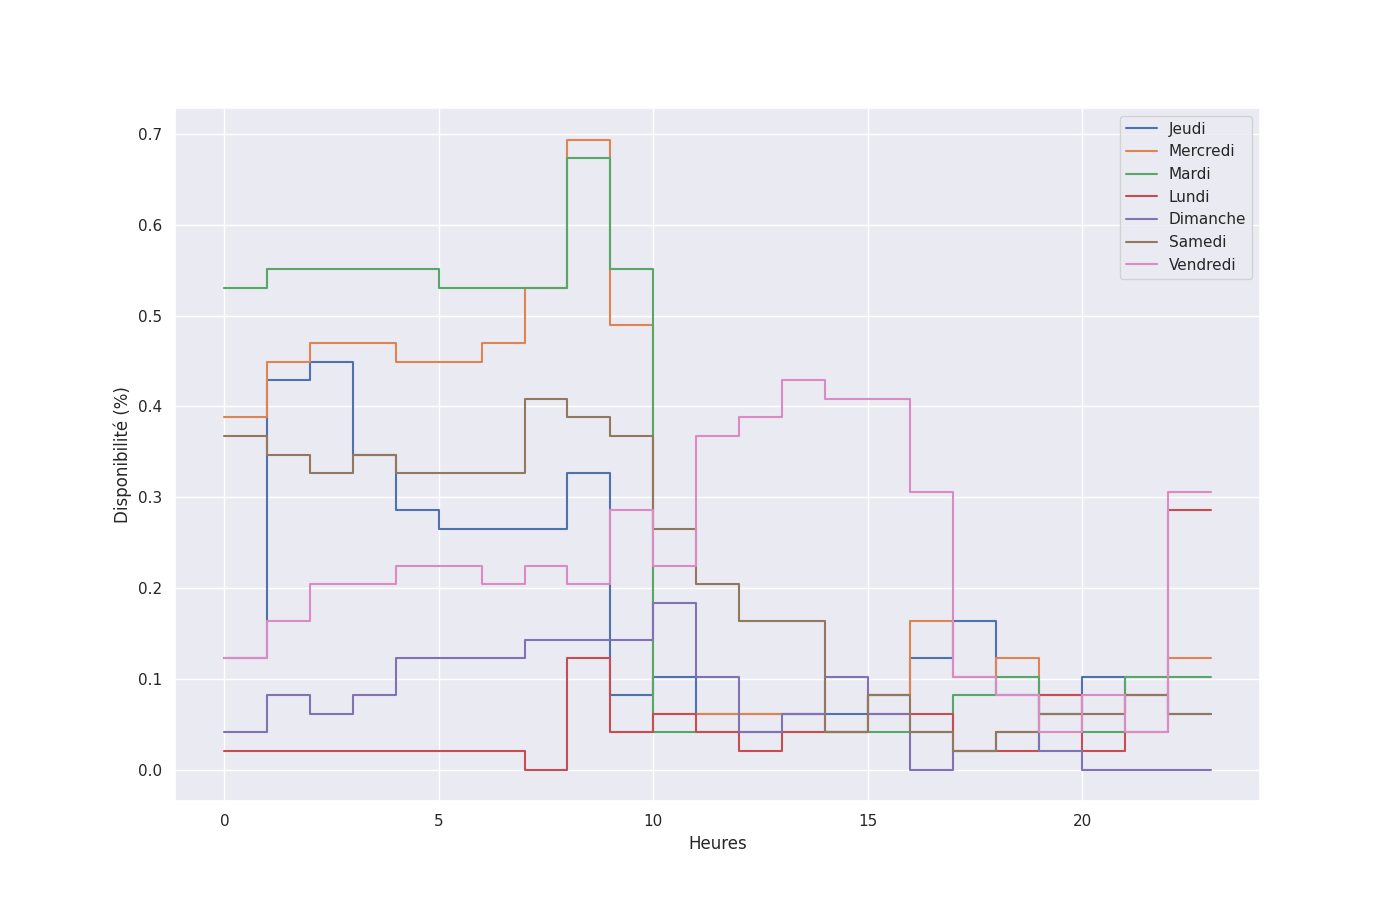 0.7
0.6
0.5
0.4
0.3
0.2
0.1
0.0
Disponibilité (%)
0 5 10 15 20
Heures
Jeudi
Mercredi
Mardi
Lundi
Dimanche
Samedi
Vendredi